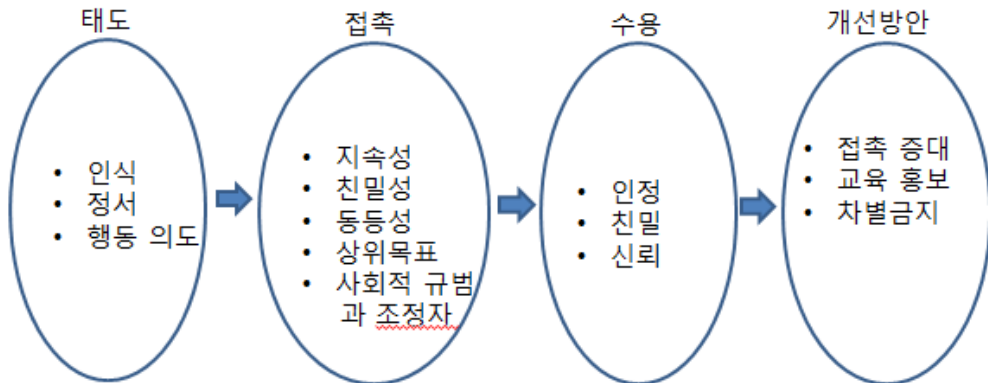 태도
• 인식
• 정서
• 행동 의도
접촉
• 지속성
• 친밀성
• 동등성
• 상위목표
• 사회적 규범
과 조정자
수용
• 인정
• 친밀
• 신뢰
개선방안
• 접촉 증대
• 교육 홍보
• 차별금지